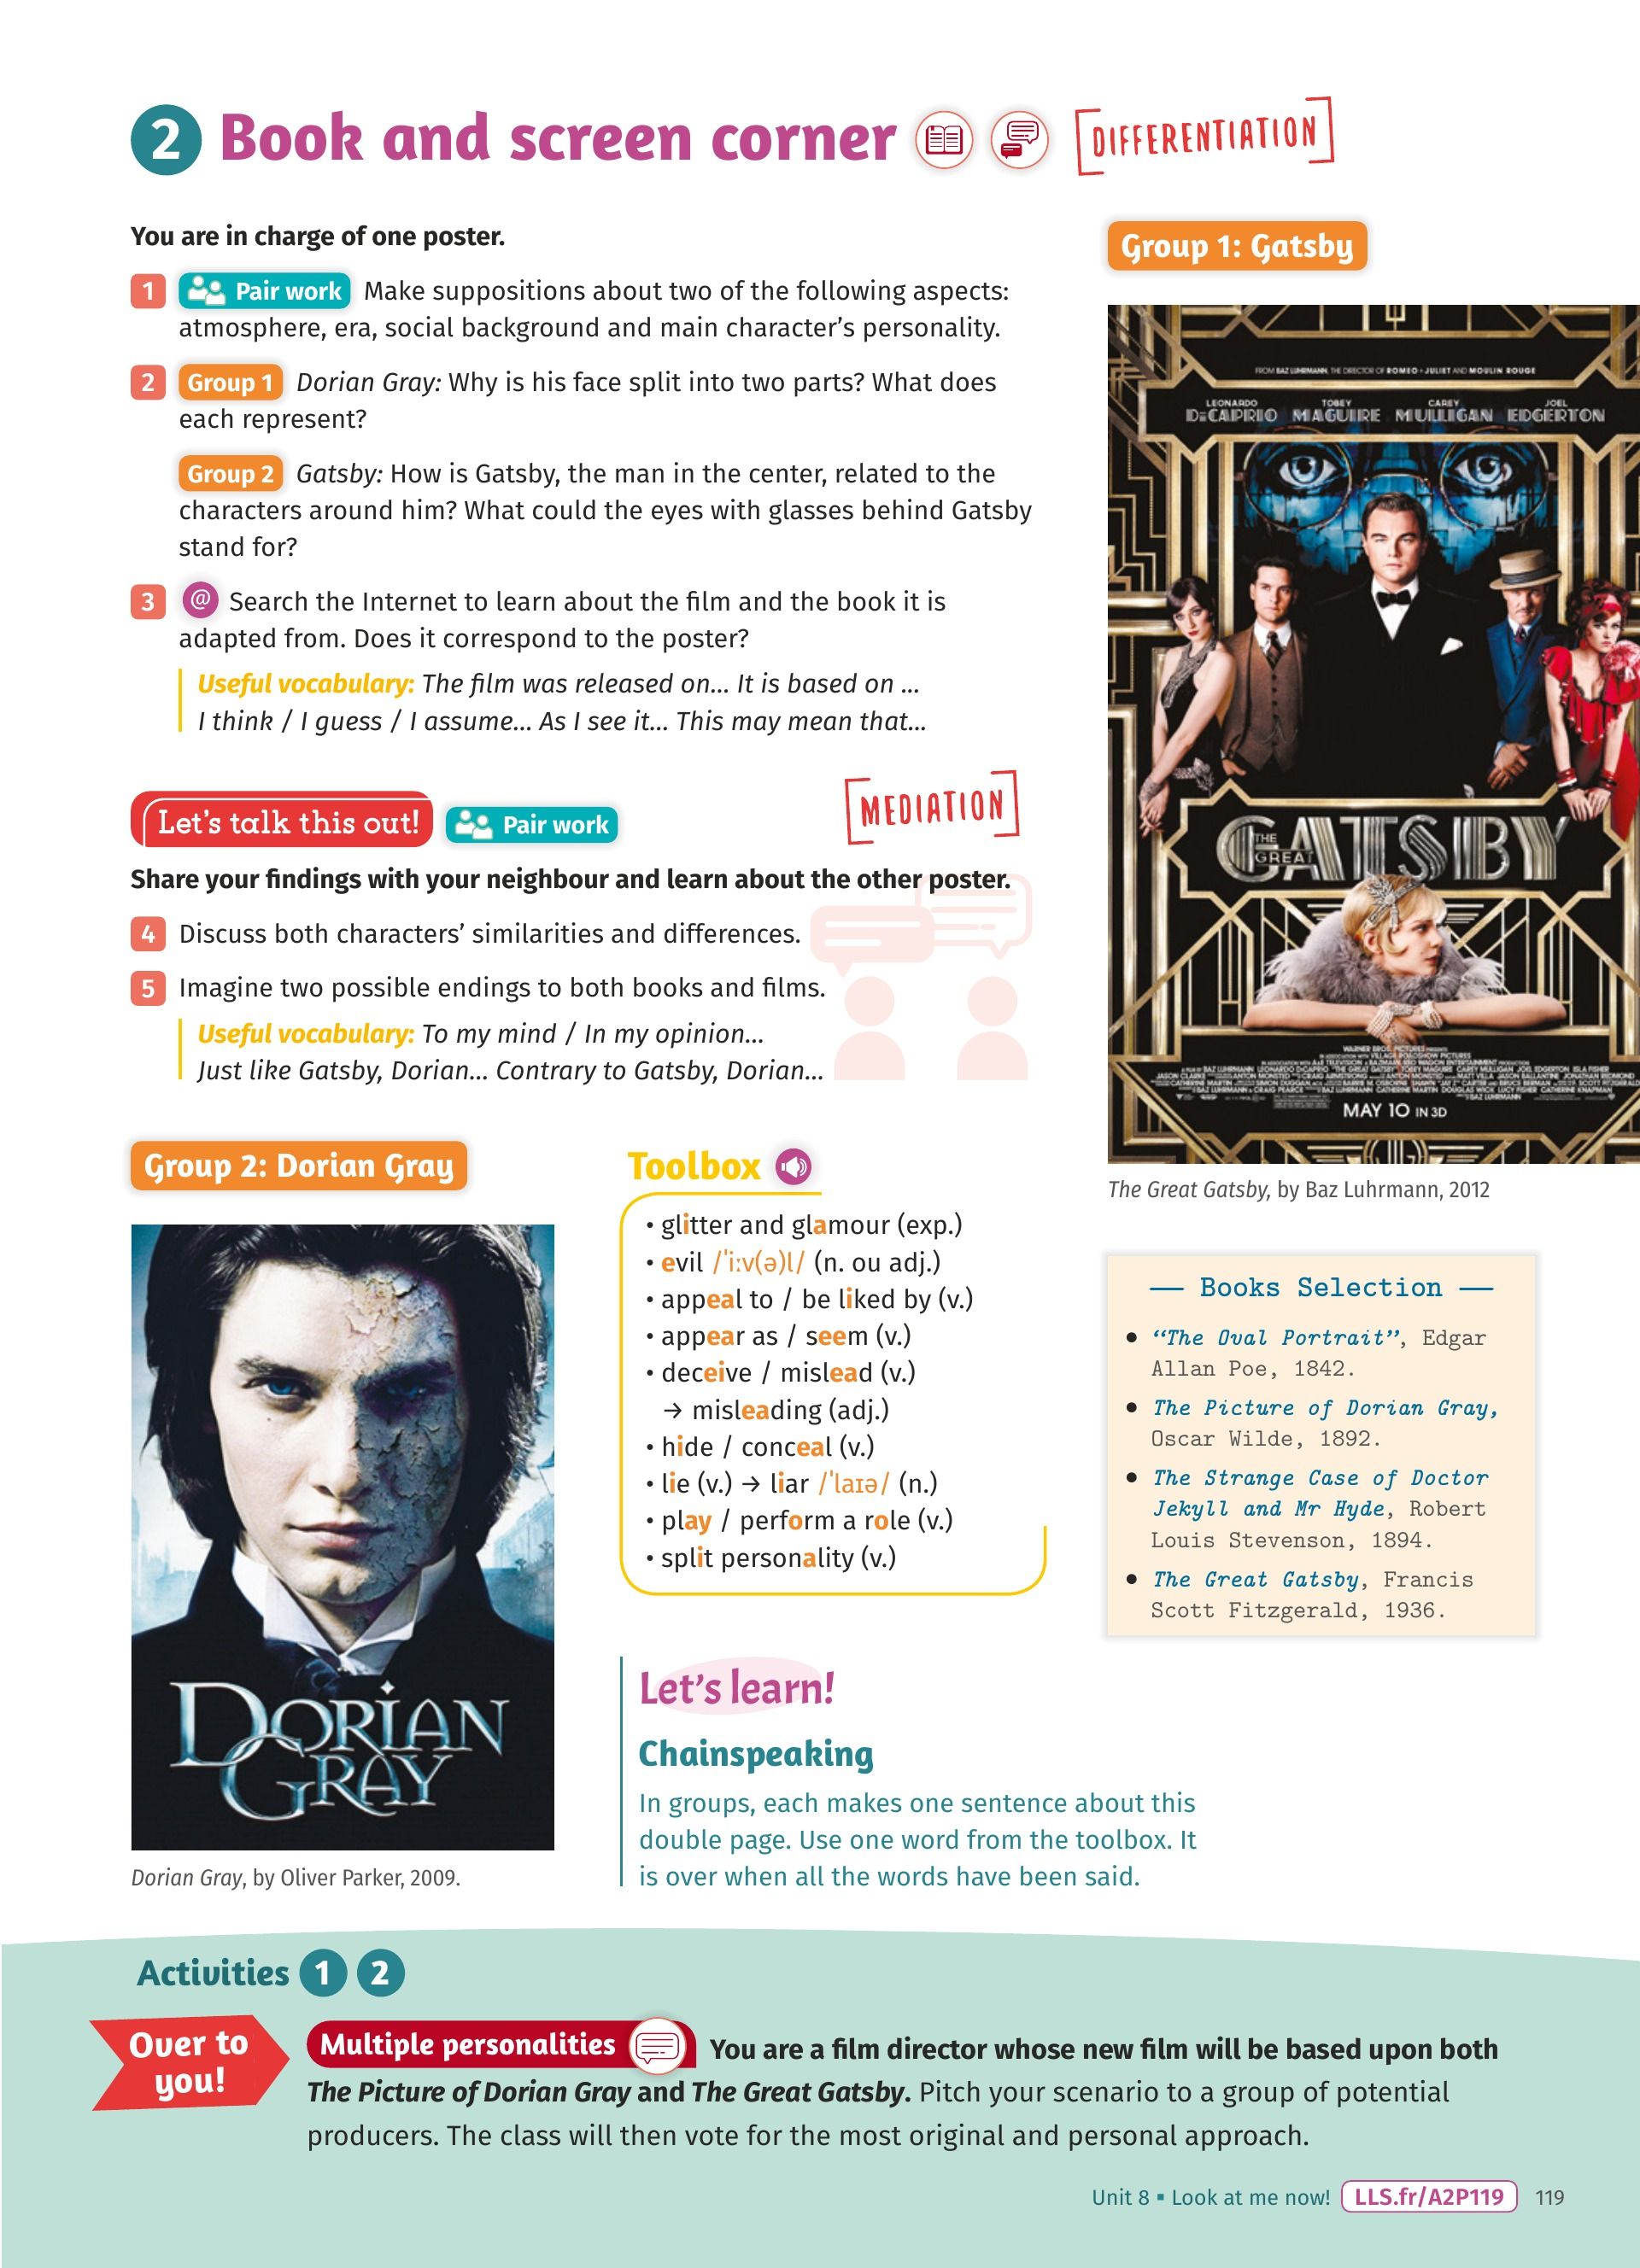 2 Book and screen corner
DIFFERENTIATION
You are in charge of one poster.
1 Pair work Make suppositions about two of the following aspects:
atmosphere, era, social background and main character's personality.
2 Group 1 Dorian Gray: Why is his face split into two parts? What does
each represent?
Group 2 Gatsby: How is Gatsby, the man in the center, related to the
characters around him? What could the eyes with glasses behind Gatsby
stand for?
3 @ Search the Internet to learn about the film and the book it is
adapted from. Does it correspond to the poster?
Useful vocabulary: The film was released on... It is based on ...
I think / I guess / I assume... As I see it... This may mean that...
Let's talk this out! Pair work
MEDIATION
Share your findings with your neighbour and learn about the other poster.
4 Discuss both characters' similarities and differences.
5 Imagine two possible endings to both books and films.
Useful vocabulary: To my mind / In my opinion...
Just like Gatsby, Dorian... Contrary to Gatsby, Dorian...
Group 1: Gatsby
FROM BAZ LUHRMANN, THE DIRECTOR OF ROMEO + JULIET AND MOULIN ROUGE
LEONARDO TOBEY CAREY JOEL
DiCAPRIO MAGUIRE MULLIGAN EDGERTON
THE GREAT GATSBY
MAY 10 IN 3D
The Great Gatsby, by Baz Luhrmann, 2012
Group 2: Dorian Gray
DORIAN
GRAY
Dorian Gray, by Oliver Parker, 2009.
Toolbox
• glitter and glamour (exp.)
• evil /ˈiːv(ə)l/ (n. ou adj.)
• appeal to / be liked by (v.)
• appear as / seem (v.)
• deceive / mislead (v.)
→ misleading (adj.)
• hide / conceal (v.)
• lie (v.) → liar /ˈlaɪə/ (n.)
• play / perform a role (v.)
• split personality (v.)
Books Selection
• "The Oval Portrait", Edgar
Allan Poe, 1842.
• The Picture of Dorian Gray,
Oscar Wilde, 1892.
• The Strange Case of Doctor
Jekyll and Mr Hyde, Robert
Louis Stevenson, 1894.
• The Great Gatsby, Francis
Scott Fitzgerald, 1936.
Let's learn!
Chainspeaking
In groups, each makes one sentence about this
double page. Use one word from the toolbox. It
is over when all the words have been said.
Activities 1 2
Over to
you!
Multiple personalities You are a film director whose new film will be based upon both
The Picture of Dorian Gray and The Great Gatsby. Pitch your scenario to a group of potential
producers. The class will then vote for the most original and personal approach.
Unit 8 ▪ Look at me now! LLS.fr/A2P119 119